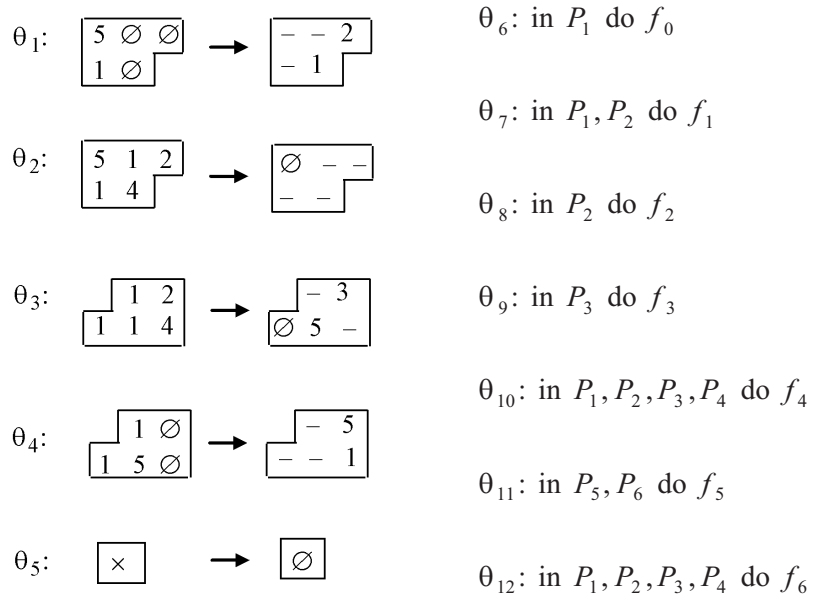 θ₁: 5 ∅ ∅ → – – 2
1 ∅ – 1
θ₂: 5 1 2 → ∅ – –
1 4 – –
θ₃: 1 2 → – 3
1 1 4 ∅ 5 –
θ₄: 1 ∅ → – 5
1 5 ∅ – – 1
θ₅: × → ∅
θ₆: in P₁ do f₀
θ₇: in P₁, P₂ do f₁
θ₈: in P₂ do f₂
θ₉: in P₃ do f₃
θ₁₀: in P₁, P₂, P₃, P₄ do f₄
θ₁₁: in P₅, P₆ do f₅
θ₁₂: in P₁, P₂, P₃, P₄ do f₆